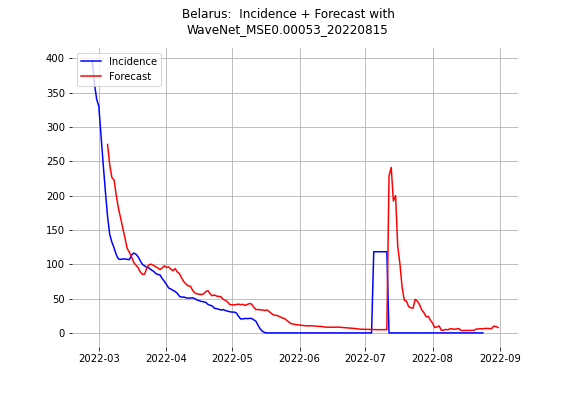 Belarus:  Incidence + Forecast with
WaveNet_MSE0.00053_20220815
Incidence
Forecast
400
350
300
250
200
150
100
50
0
2022-03 2022-04 2022-05 2022-06 2022-07 2022-08 2022-09